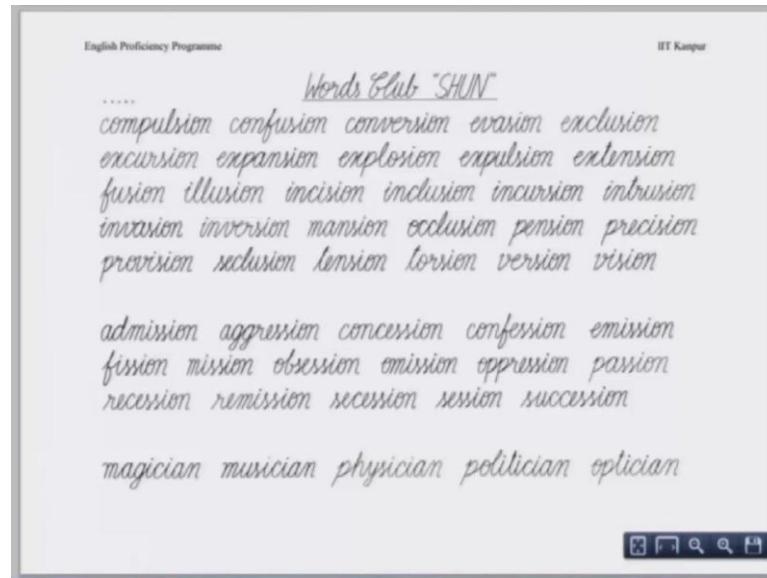 English Proficiency Programme IIT Kanpur
Words Club "SHUN"
.....
compulsion confusion conversion evasion exclusion
excursion expansion explosion expulsion extension
fusion illusion incision inclusion incursion intrusion
invasion inversion mansion occlusion pension precision
provision seclusion tension torsion version vision
admission aggression concession confession emission
fission mission obsession omission oppression passion
recession remission secession session succession
magician musician physician politician optician